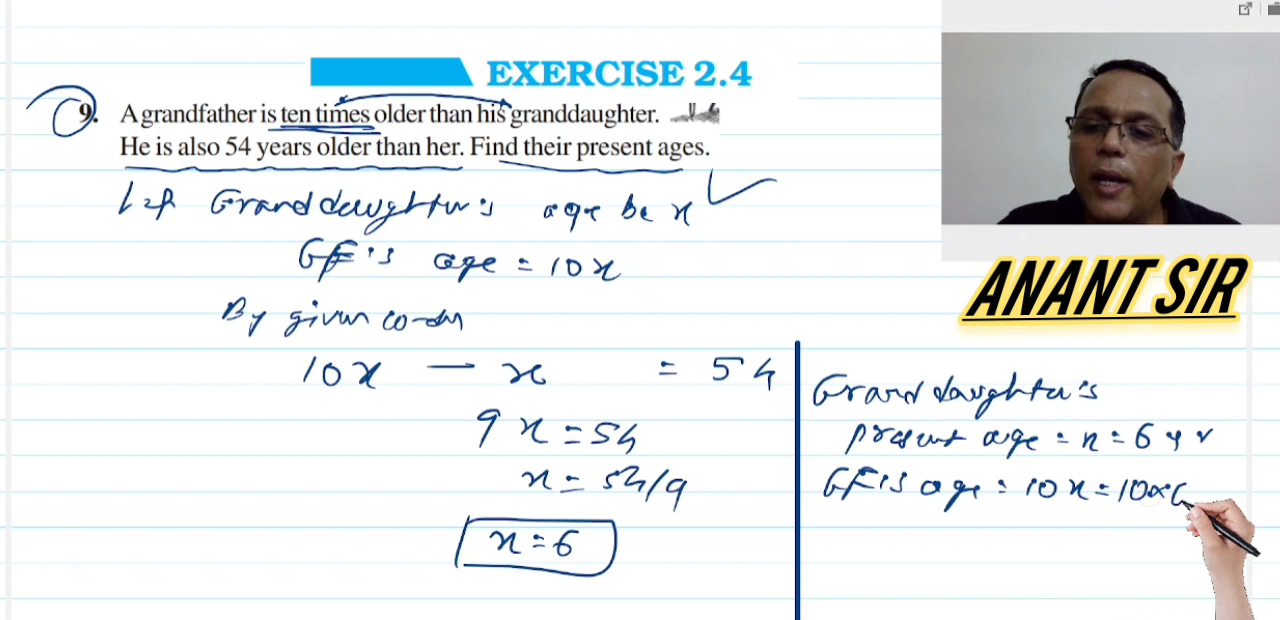 EXERCISE 2.4
9. A grandfather is ten times older than his granddaughter.
He is also 54 years older than her. Find their present ages.
Let Granddaughter's age be x
GF's age = 10x
By given
10x - x = 54
9x = 54
x = 54/9
x = 6
ANANT SIR
Granddaughter's
present age = x = 6 yr
GF's age = 10x = 10×6